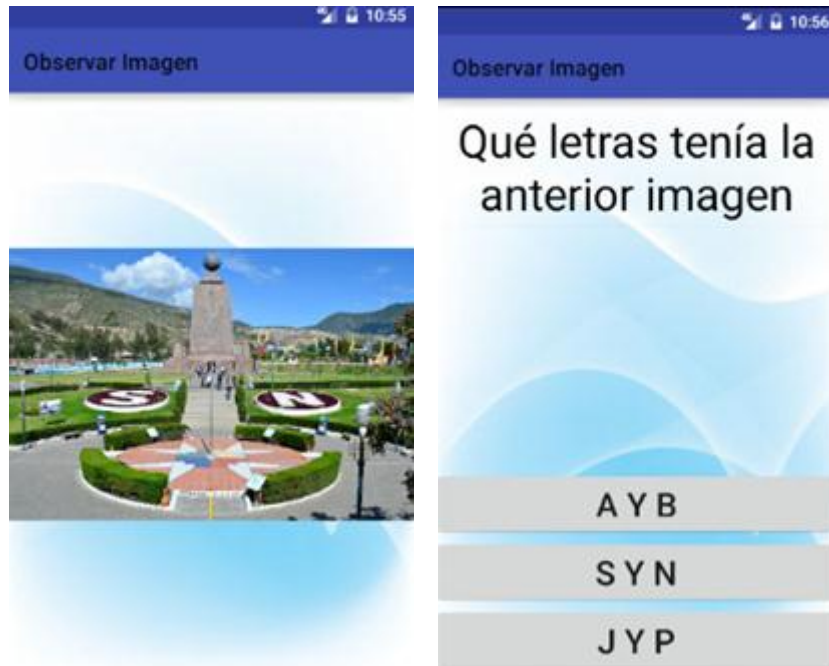 10:55
Observar Imagen
S N
10:56
Observar Imagen
Qué letras tenía la
anterior imagen
A Y B
S Y N
J Y P